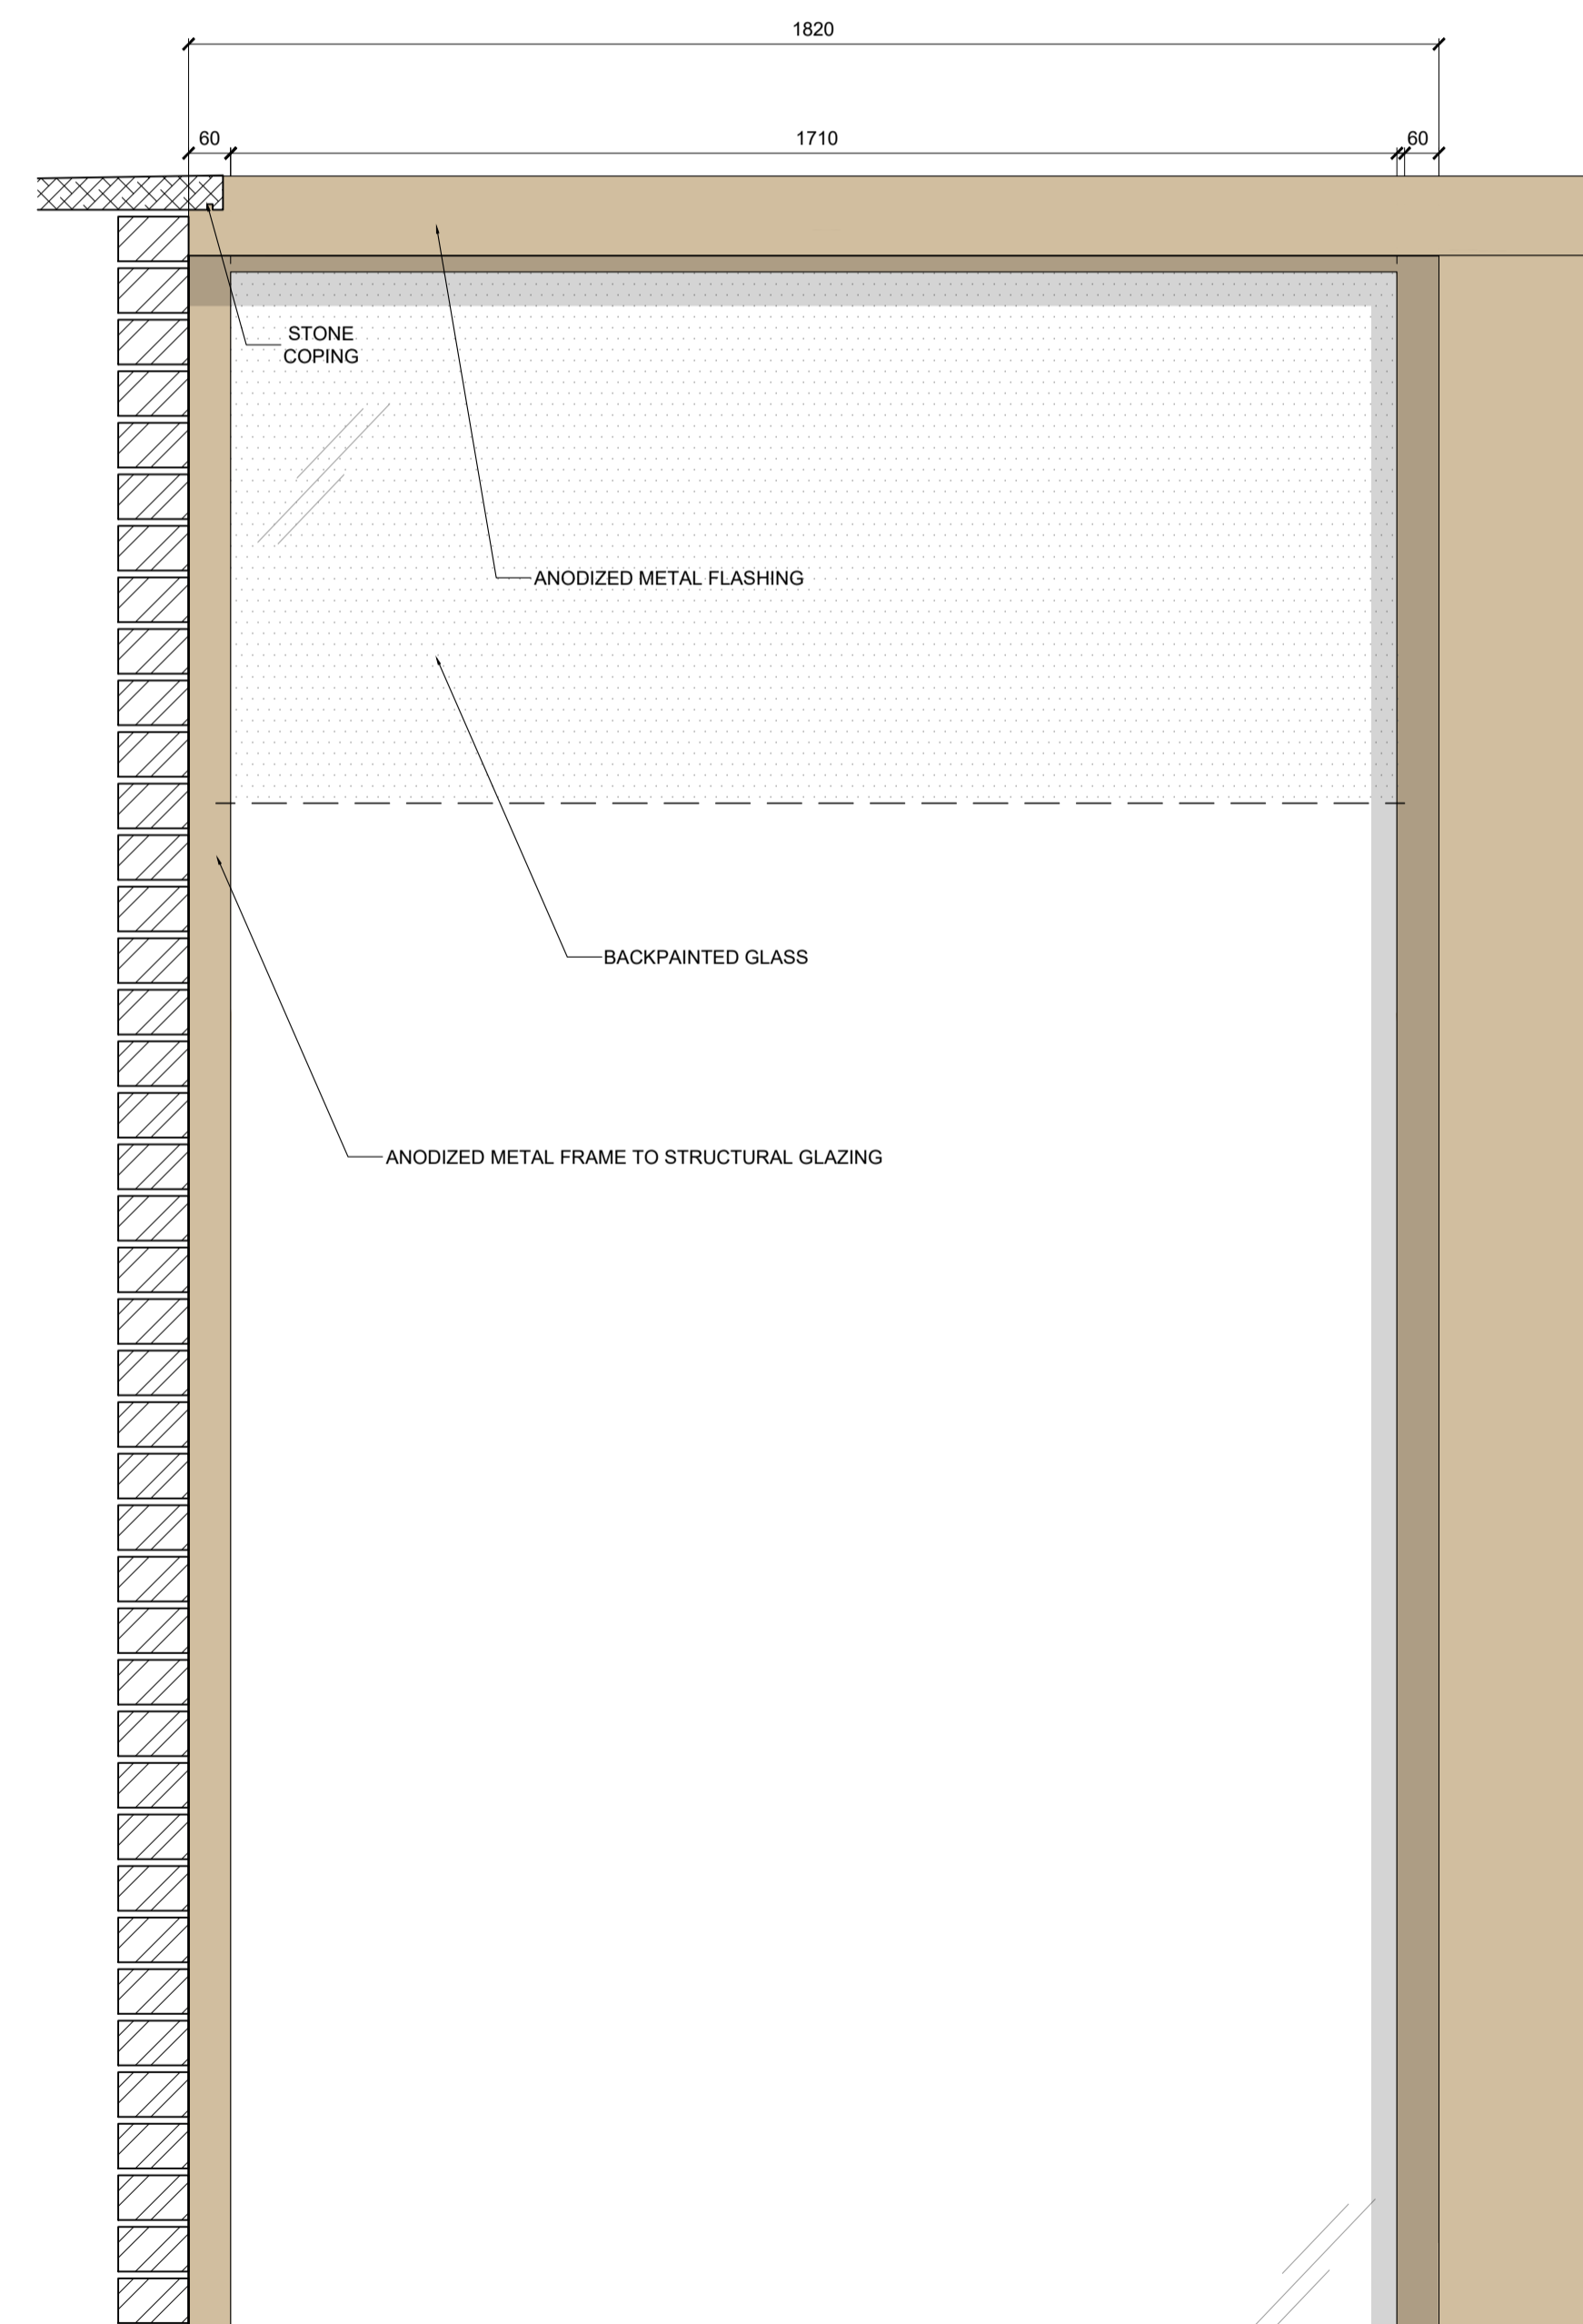 1820
60
1710
60
STONE
COPING
ANODIZED METAL FLASHING
BACKPAINTED GLASS
ANODIZED METAL FRAME TO STRUCTURAL GLAZING